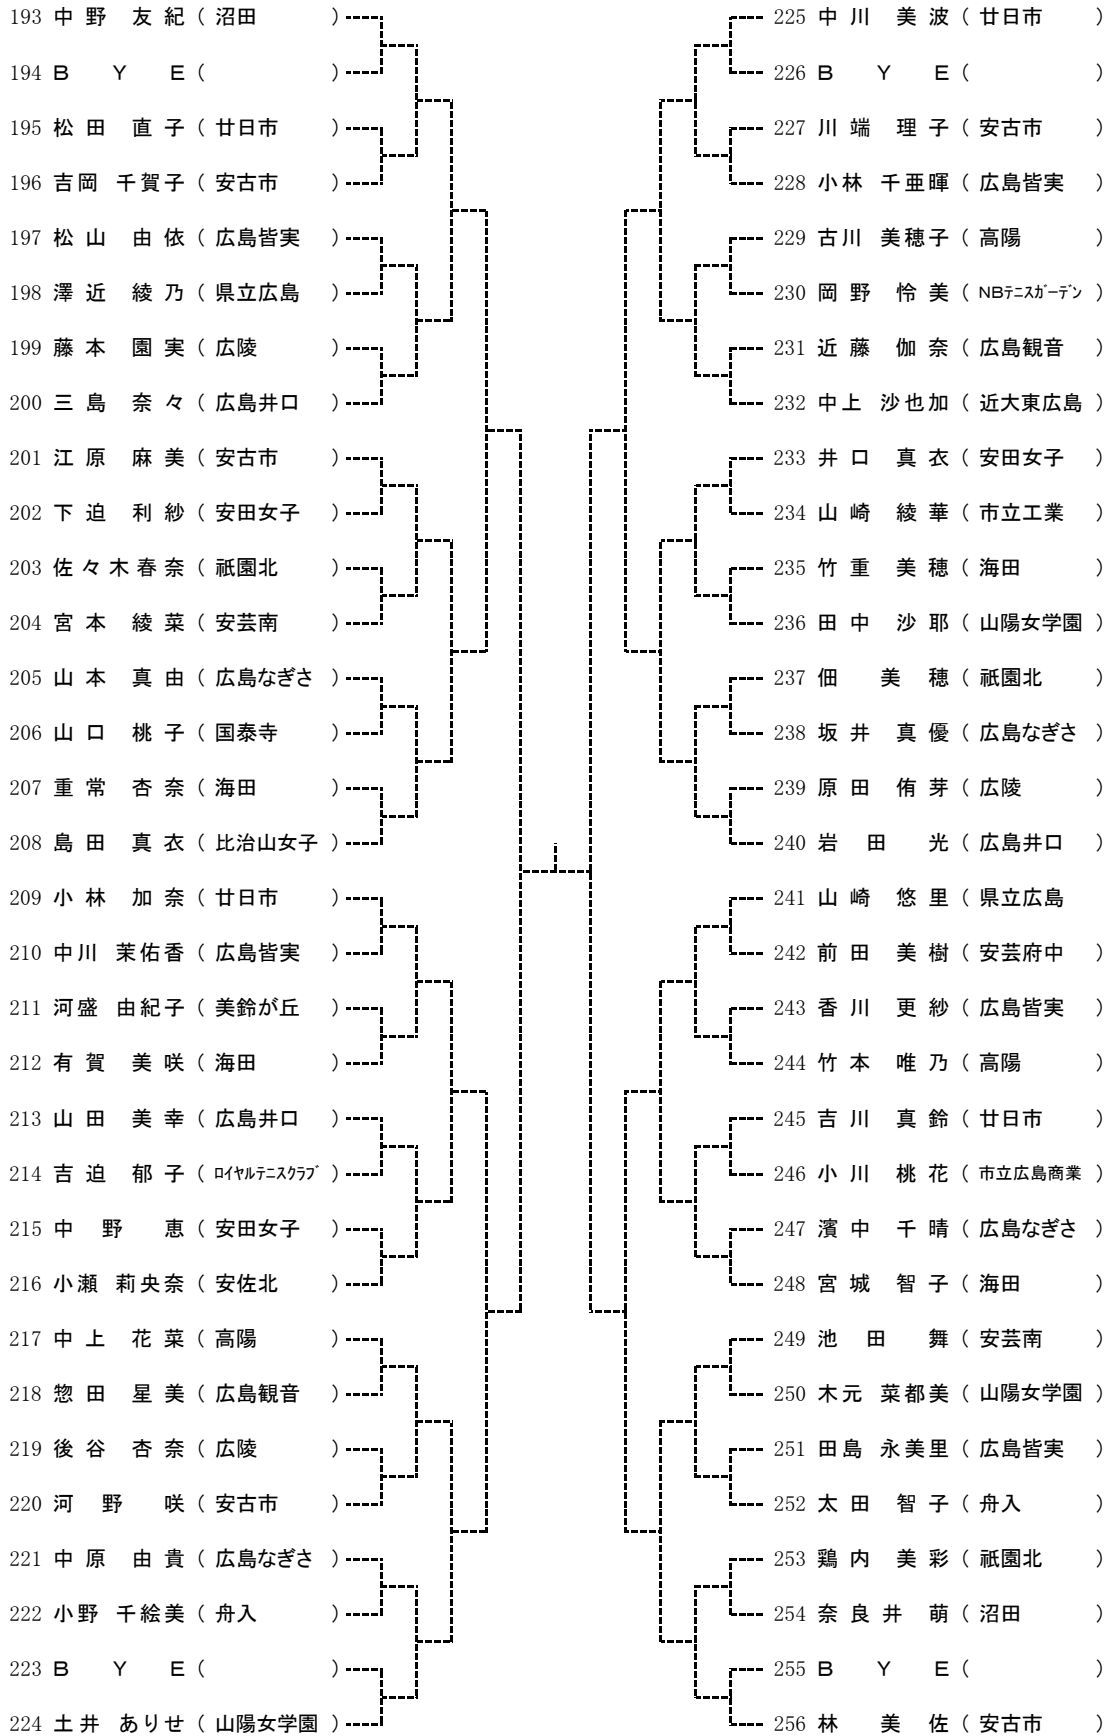 193 中野 友紀 ( 沼田 )
194 B Y E ( )
195 松田 直子 ( 廿日市 )
196 吉岡 千賀子 ( 安古市 )
197 松山 由依 ( 広島皆実 )
198 澤近 綾乃 ( 県立広島 )
199 藤本 園実 ( 広陵 )
200 三島 奈々 ( 広島井口 )
201 江原 麻美 ( 安古市 )
202 下迫 利紗 ( 安田女子 )
203 佐々木春奈 ( 祇園北 )
204 宮本 綾菜 ( 安芸南 )
205 山本 真由 ( 広島なぎさ )
206 山口 桃子 ( 国泰寺 )
207 重常 杏奈 ( 海田 )
208 島田 真衣 ( 比治山女子 )
209 小林 加奈 ( 廿日市 )
210 中川 茉佑香 ( 広島皆実 )
211 河盛 由紀子 ( 美鈴が丘 )
212 有賀 美咲 ( 海田 )
213 山田 美幸 ( 広島井口 )
214 吉迫 郁子 ( ﾛｲﾔﾙﾃﾆｽｸﾗﾌﾞ )
215 中野 恵 ( 安田女子 )
216 小瀬 莉央奈 ( 安佐北 )
217 中上 花菜 ( 高陽 )
218 惣田 星美 ( 広島観音 )
219 後谷 杏奈 ( 広陵 )
220 河野 咲 ( 安古市 )
221 中原 由貴 ( 広島なぎさ )
222 小野 千絵美 ( 舟入 )
223 B Y E ( )
224 土井 ありせ ( 山陽女学園 )
225 中川 美波 ( 廿日市 )
226 B Y E ( )
227 川端 理子 ( 安古市 )
228 小林 千亜暉 ( 広島皆実 )
229 古川 美穂子 ( 高陽 )
230 岡野 怜美 ( NBﾃﾆｽｶﾞｰﾃﾞﾝ )
231 近藤 伽奈 ( 広島観音 )
232 中上 沙也加 ( 近大東広島 )
233 井口 真衣 ( 安田女子 )
234 山崎 綾華 ( 市立工業 )
235 竹重 美穂 ( 海田 )
236 田中 沙耶 ( 山陽女学園 )
237 佃 美穂 ( 祇園北 )
238 坂井 真優 ( 広島なぎさ )
239 原田 侑芽 ( 広陵 )
240 岩田 光 ( 広島井口 )
241 山崎 悠里 ( 県立広島
242 前田 美樹 ( 安芸府中 )
243 香川 更紗 ( 広島皆実 )
244 竹本 唯乃 ( 高陽 )
245 吉川 真鈴 ( 廿日市 )
246 小川 桃花 ( 市立広島商業 )
247 濱中 千晴 ( 広島なぎさ )
248 宮城 智子 ( 海田 )
249 池田 舞 ( 安芸南 )
250 木元 菜都美 ( 山陽女学園 )
251 田島 永美里 ( 広島皆実 )
252 太田 智子 ( 舟入 )
253 鶏内 美彩 ( 祇園北 )
254 奈良井 萌 ( 沼田 )
255 B Y E ( )
256 林 美佐 ( 安古市 )